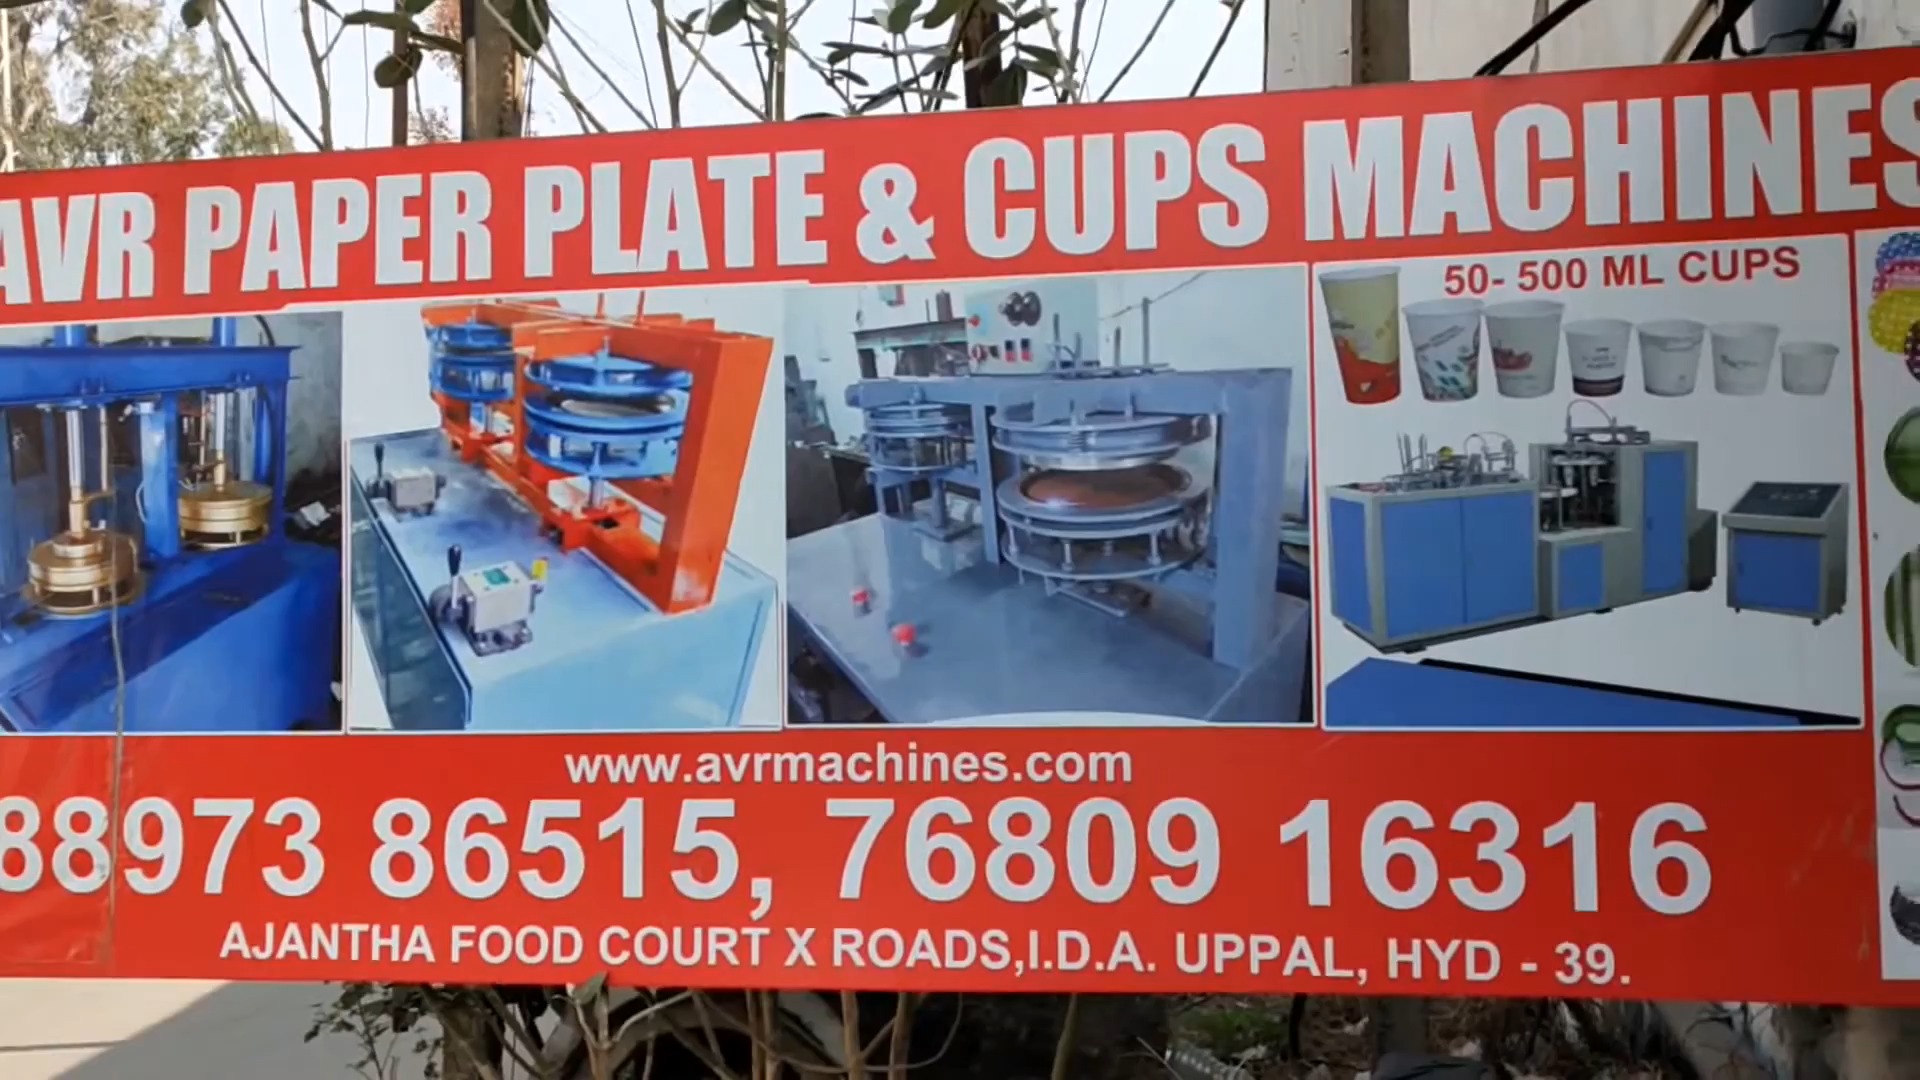 AVR PAPER PLATE & CUPS MACHINES
50- 500 ML CUPS
www.avrmachines.com
88973 86515, 76809 16316
AJANTHA FOOD COURT X ROADS,I.D.A. UPPAL, HYD - 39.